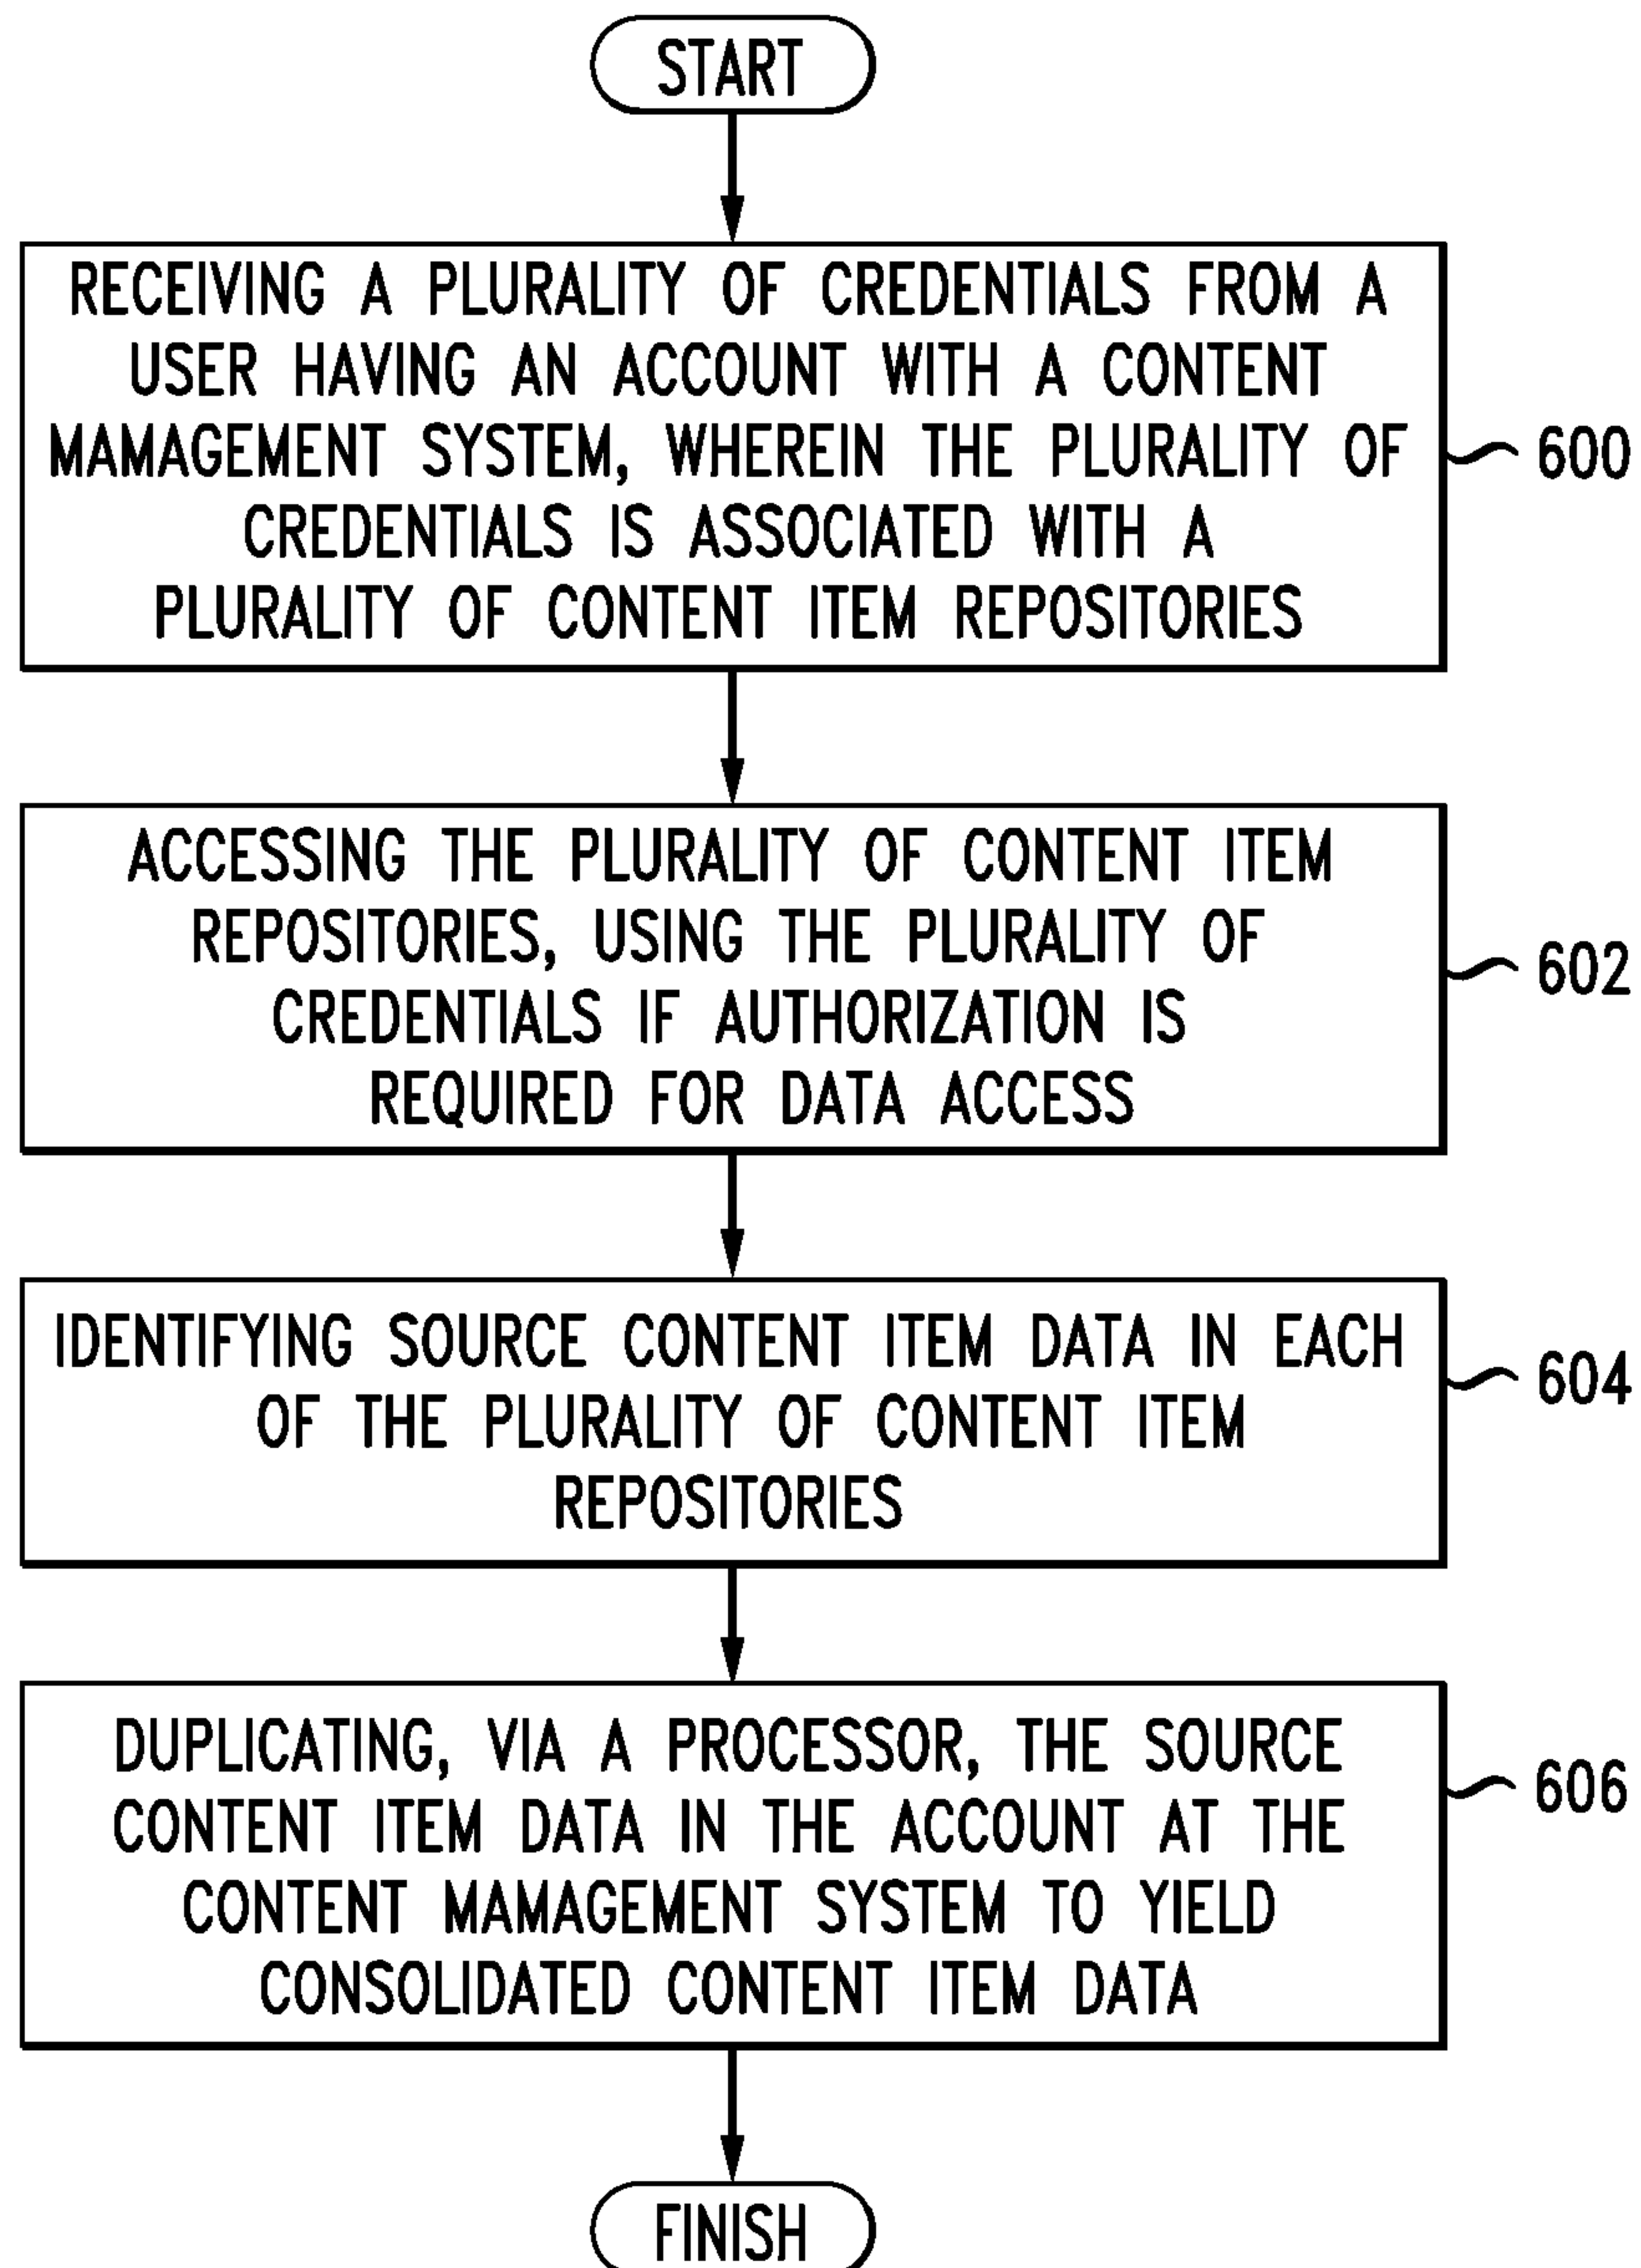 START
RECEIVING A PLURALITY OF CREDENTIALS FROM A
USER HAVING AN ACCOUNT WITH A CONTENT
MAMAGEMENT SYSTEM, WHEREIN THE PLURALITY OF
CREDENTIALS IS ASSOCIATED WITH A
PLURALITY OF CONTENT ITEM REPOSITORIES
600
ACCESSING THE PLURALITY OF CONTENT ITEM
REPOSITORIES, USING THE PLURALITY OF
CREDENTIALS IF AUTHORIZATION IS
REQUIRED FOR DATA ACCESS
602
IDENTIFYING SOURCE CONTENT ITEM DATA IN EACH
OF THE PLURALITY OF CONTENT ITEM
REPOSITORIES
604
DUPLICATING, VIA A PROCESSOR, THE SOURCE
CONTENT ITEM DATA IN THE ACCOUNT AT THE
CONTENT MAMAGEMENT SYSTEM TO YIELD
CONSOLIDATED CONTENT ITEM DATA
606
FINISH